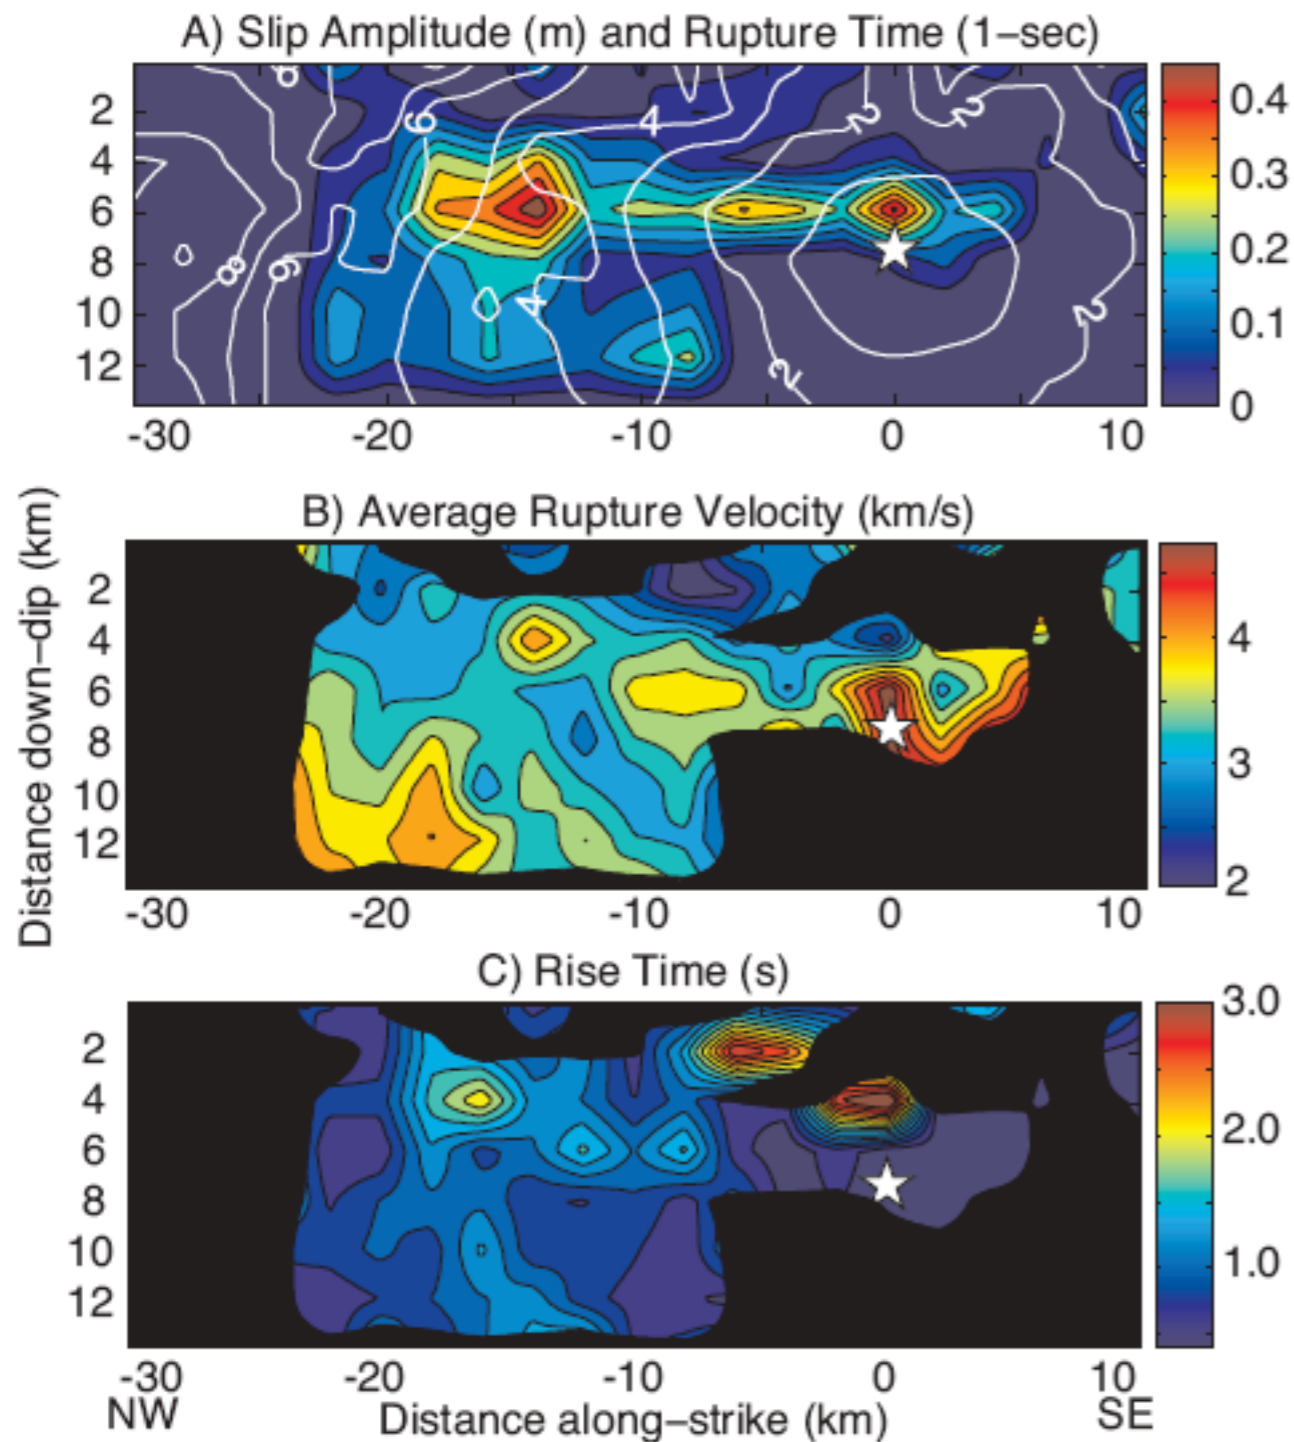 A) Slip Amplitude (m) and Rupture Time (1–sec)
8 6 4 2 2
8 6 4 2 2
2
4
6
8
10
12
-30 -20 -10 0 10
0.4
0.3
0.2
0.1
0
B) Average Rupture Velocity (km/s)
Distance down–dip (km)
2
4
6
8
10
12
-30 -20 -10 0 10
4
3
2
C) Rise Time (s)
2
4
6
8
10
12
-30 -20 -10 0 10
3.0
2.0
1.0
NW Distance along–strike (km) SE